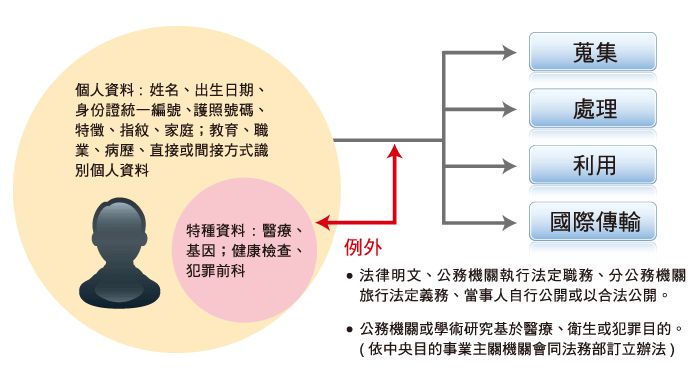 個人資料：姓名、出生日期、
身份證統一編號、護照號碼、
特徵、指紋、家庭；教育、職
業、病歷、直接或間接方式識
別個人資料
特種資料：醫療、
基因；健康檢查、
犯罪前科
蒐集
處理
利用
國際傳輸
例外
• 法律明文、公務機關執行法定職務、分公務機關
旅行法定義務、當事人自行公開或以合法公開。
• 公務機關或學術研究基於醫療、衛生或犯罪目的。
(依中央目的事業主關機關會同法務部訂立辦法)